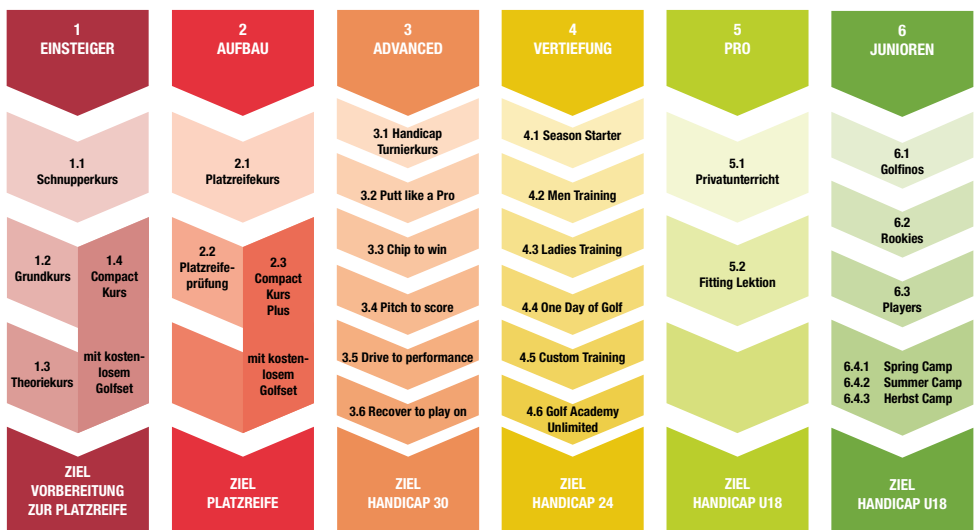 1
EINSTEIGER
1.1
Schnupperkurs
1.2
Grundkurs
1.3
Theoriekurs
1.4
Compact
Kurs
mit kosten-
losem
Golfset
ZIEL
VORBEREITUNG
ZUR PLATZREIFE
2
AUFBAU
2.1
Platzreifekurs
2.2
Platzreife-
prüfung
2.3
Compact
Kurs
Plus
mit kosten-
losem
Golfset
ZIEL
PLATZREIFE
3
ADVANCED
3.1 Handicap
Turnierkurs
3.2 Putt like a Pro
3.3 Chip to win
3.4 Pitch to score
3.5 Drive to performance
3.6 Recover to play on
ZIEL
HANDICAP 30
4
VERTIEFUNG
4.1 Season Starter
4.2 Men Training
4.3 Ladies Training
4.4 One Day of Golf
4.5 Custom Training
4.6 Golf Academy
Unlimited
ZIEL
HANDICAP 24
5
PRO
5.1
Privatunterricht
5.2
Fitting Lektion
ZIEL
HANDICAP U18
6
JUNIOREN
6.1
Golfinos
6.2
Rookies
6.3
Players
6.4.1 Spring Camp
6.4.2 Summer Camp
6.4.3 Herbst Camp
ZIEL
HANDICAP U18